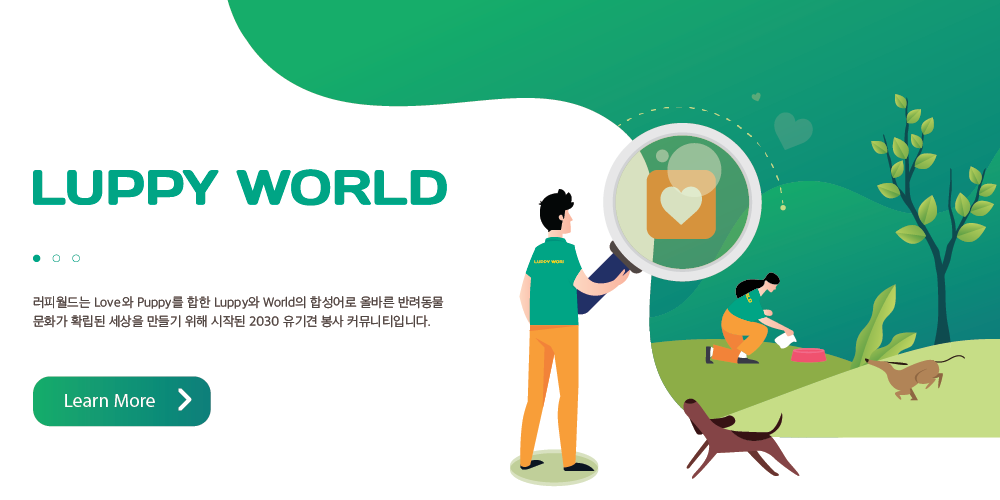 LUPPY WORLD
러피월드는 Love와 Puppy를 합한 Luppy와 World의 합성어로 올바른 반려동물
문화가 확립된 세상을 만들기 위해 시작된 2030 유기견 봉사 커뮤니티입니다.
Learn More
LUPPY WORl